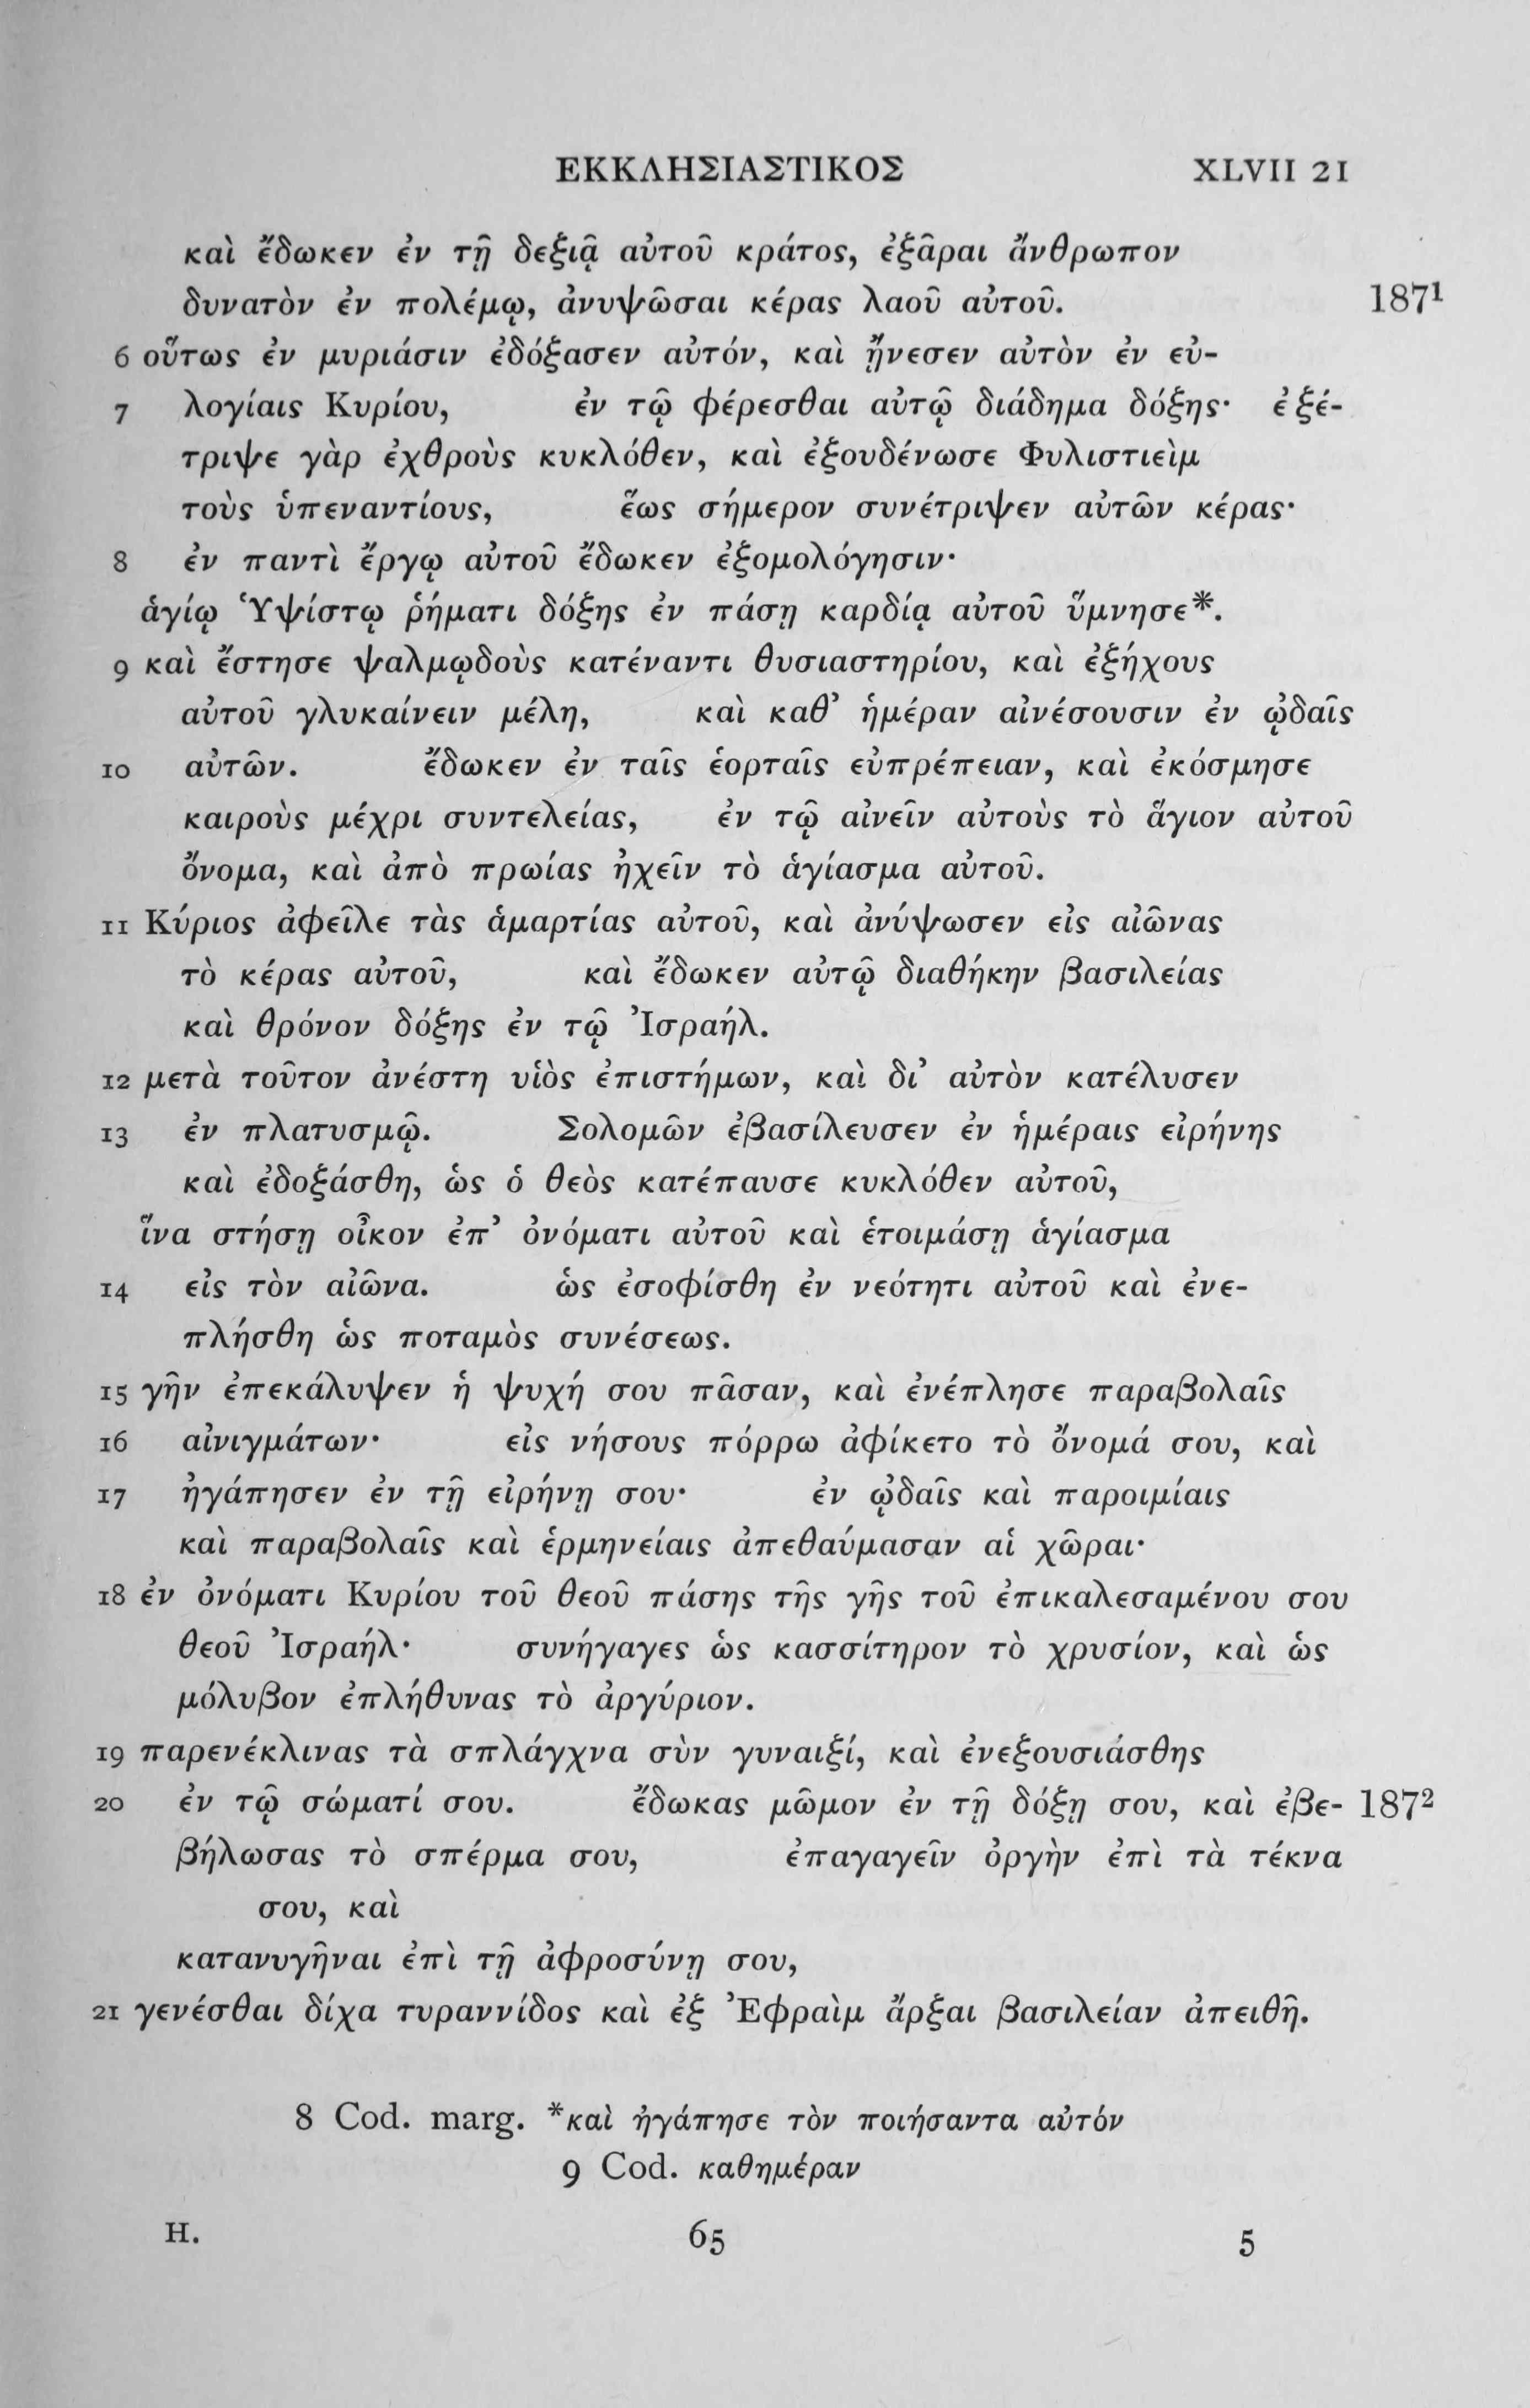 ΕΚΚΛΗΣΙΑΣΤΙΚΟΣ XLVII 21
καὶ ἔδωκεν ἐν τῇ δεξιᾷ αὐτοῦ κράτος, ἐξᾶραι ἄνθρωπον
δυνατὸν ἐν πολέμῳ, ἀνυψῶσαι κέρας λαοῦ αὐτοῦ. 187¹
6 οὕτως ἐν μυριάσιν ἐδόξασεν αὐτόν, καὶ ᾔνεσεν αὐτὸν ἐν εὐ-
7 λογίαις Κυρίου, ἐν τῷ φέρεσθαι αὐτῷ διάδημα δόξης· ἐξέ-
τριψε γὰρ ἐχθροὺς κυκλόθεν, καὶ ἐξουδένωσε Φυλιστιεὶμ
τοὺς ὑπεναντίους, ἕως σήμερον συνέτριψεν αὐτῶν κέρας·
8 ἐν παντὶ ἔργῳ αὐτοῦ ἔδωκεν ἐξομολόγησιν·
ἁγίῳ Ὑψίστῳ ῥήματι δόξης ἐν πάσῃ καρδίᾳ αὐτοῦ ὕμνησε*.
9 καὶ ἔστησε ψαλμῳδοὺς κατέναντι θυσιαστηρίου, καὶ ἐξήχους
αὐτοῦ γλυκαίνειν μέλη, καὶ καθ’ ἡμέραν αἰνέσουσιν ἐν ᾠδαῖς
10 αὐτῶν. ἔδωκεν ἐν ταῖς ἑορταῖς εὐπρέπειαν, καὶ ἐκόσμησε
καιροὺς μέχρι συντελείας, ἐν τῷ αἰνεῖν αὐτοὺς τὸ ἅγιον αὐτοῦ
ὄνομα, καὶ ἀπὸ πρωίας ἠχεῖν τὸ ἁγίασμα αὐτοῦ.
11 Κύριος ἀφεῖλε τὰς ἁμαρτίας αὐτοῦ, καὶ ἀνύψωσεν εἰς αἰῶνας
τὸ κέρας αὐτοῦ, καὶ ἔδωκεν αὐτῷ διαθήκην βασιλείας
καὶ θρόνον δόξης ἐν τῷ Ἰσραήλ.
12 μετὰ τοῦτον ἀνέστη υἱὸς ἐπιστήμων, καὶ δι’ αὐτὸν κατέλυσεν
13 ἐν πλατυσμῷ. Σολομῶν ἐβασίλευσεν ἐν ἡμέραις εἰρήνης
καὶ ἐδοξάσθη, ὡς ὁ θεὸς κατέπαυσε κυκλόθεν αὐτοῦ,
ἵνα στήσῃ οἶκον ἐπ’ ὀνόματι αὐτοῦ καὶ ἑτοιμάσῃ ἁγίασμα
14 εἰς τὸν αἰῶνα. ὡς ἐσοφίσθη ἐν νεότητι αὐτοῦ καὶ ἐνε-
πλήσθη ὡς ποταμὸς συνέσεως.
15 γῆν ἐπεκάλυψεν ἡ ψυχή σου πᾶσαν, καὶ ἐνέπλησε παραβολαῖς
16 αἰνιγμάτων· εἰς νήσους πόρρω ἀφίκετο τὸ ὄνομά σου, καὶ
17 ἠγάπησεν ἐν τῇ εἰρήνῃ σου· ἐν ᾠδαῖς καὶ παροιμίαις
καὶ παραβολαῖς καὶ ἑρμηνείαις ἀπεθαύμασαν αἱ χῶραι·
18 ἐν ὀνόματι Κυρίου τοῦ θεοῦ πάσης τῆς γῆς τοῦ ἐπικαλεσαμένου σου
θεοῦ Ἰσραήλ· συνήγαγες ὡς κασσίτηρον τὸ χρυσίον, καὶ ὡς
μόλυβον ἐπλήθυνας τὸ ἀργύριον.
19 παρενέκλινας τὰ σπλάγχνα σὺν γυναιξί, καὶ ἐνεξουσιάσθης
20 ἐν τῷ σώματί σου. ἔδωκας μῶμον ἐν τῇ δόξῃ σου, καὶ ἐβε- 187²
βήλωσας τὸ σπέρμα σου, ἐπαγαγεῖν ὀργὴν ἐπὶ τὰ τέκνα
σου, καὶ
κατανυγῆναι ἐπὶ τῇ ἀφροσύνῃ σου,
21 γενέσθαι δίχα τυραννίδος καὶ ἐξ Ἐφραὶμ ἄρξαι βασιλείαν ἀπειθῆ.
8 Cod. marg. *καὶ ἠγάπησε τὸν ποιήσαντα αὐτόν
9 Cod. καθημέραν
H. 65 5